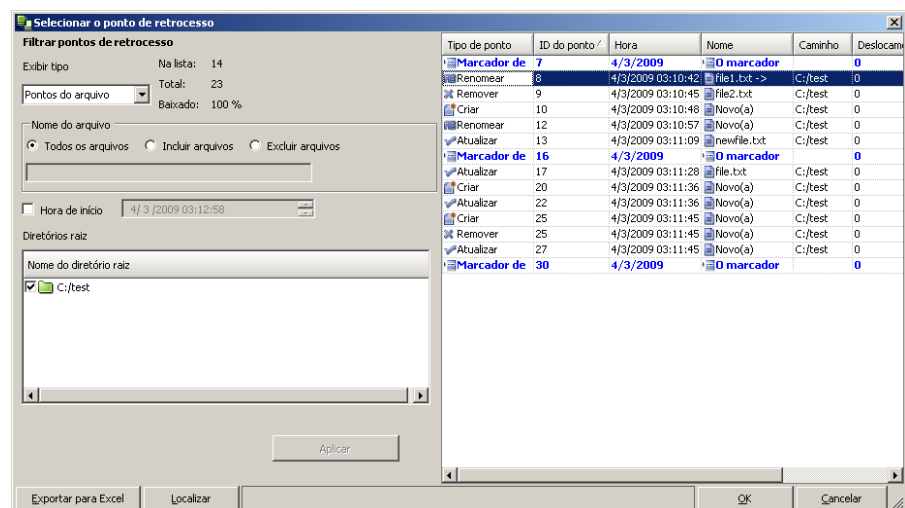 Selecionar o ponto de retrocesso
Filtrar pontos de retrocesso
Exibir tipo
Na lista: 14
Total: 23
Pontos do arquivo
Baixado: 100 %
Nome do arquivo
Todos os arquivos Incluir arquivos Excluir arquivos
Hora de início 4/ 3 /2009 03:12:58
Diretórios raiz
Nome do diretório raiz
C:/test
Aplicar
Tipo de ponto ID do ponto Hora Nome Caminho Deslocam
Marcador de 7 4/3/2009 O marcador 0
Renomear 8 4/3/2009 03:10:42 file1.txt -> C:/test 0
Remover 9 4/3/2009 03:10:45 file2.txt C:/test 0
Criar 10 4/3/2009 03:10:48 Novo(a) C:/test 0
Renomear 12 4/3/2009 03:10:57 Novo(a) C:/test 0
Atualizar 13 4/3/2009 03:11:09 newfile.txt C:/test 0
Marcador de 16 4/3/2009 O marcador 0
Atualizar 17 4/3/2009 03:11:28 file.txt C:/test 0
Criar 20 4/3/2009 03:11:36 Novo(a) C:/test 0
Atualizar 22 4/3/2009 03:11:36 Novo(a) C:/test 0
Criar 25 4/3/2009 03:11:45 Novo(a) C:/test 0
Remover 25 4/3/2009 03:11:45 Novo(a) C:/test 0
Atualizar 27 4/3/2009 03:11:45 Novo(a) C:/test 0
Marcador de 30 4/3/2009 O marcador 0
Exportar para Excel Localizar OK Cancelar